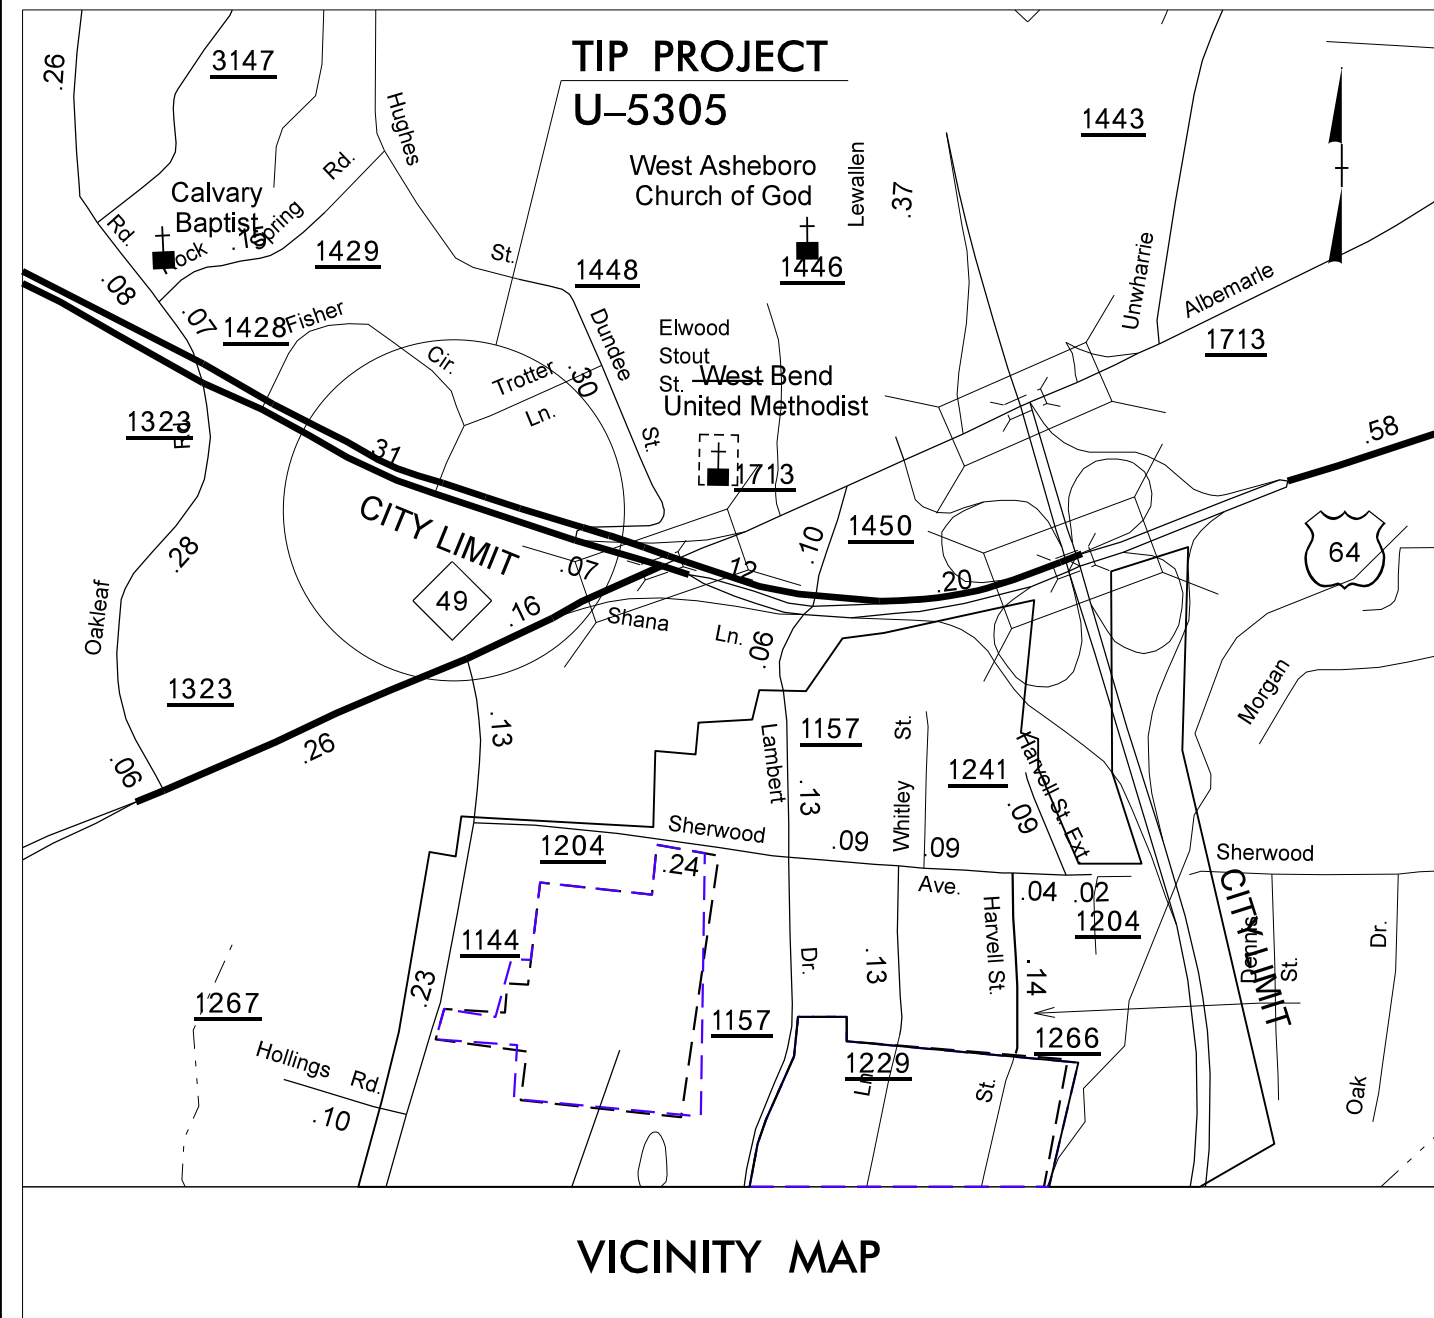 TIP PROJECT
U–5305
.26
3147
Hughes
Rd.
1443
West Asheboro
Church of God
Lewallen
.37
Calvary
Baptist
Rd.
Rock
.15
Spring
1429
St.
1448
1446
Unwharrie
Albemarle
1713
.08
.07
1428
Fisher
Cir.
Trotter
Ln.
.30
Dundee
St.
Elwood
Stout
St.
West Bend
United Methodist
1713
1323
Rd.
.31
.58
CITY LIMIT
.10
1450
64
.28
49
.07
.12
.20
.16
Shana
Ln.
.06
Oakleaf
1323
.06
.26
.13
Morgan
Lambert
1157
St.
1241
Harvell St. Ext
.13
Whitley
.09
Sherwood
.09
.09
1204
.24
Ave.
.04
.02
Sherwood
CITY LIMIT
1204
Harvell St.
Dennis
St.
Dr.
1144
Dr.
.13
.14
.23
1267
1157
1266
1229
Hollings Rd.
.10
Ln
St.
Oak
VICINITY MAP